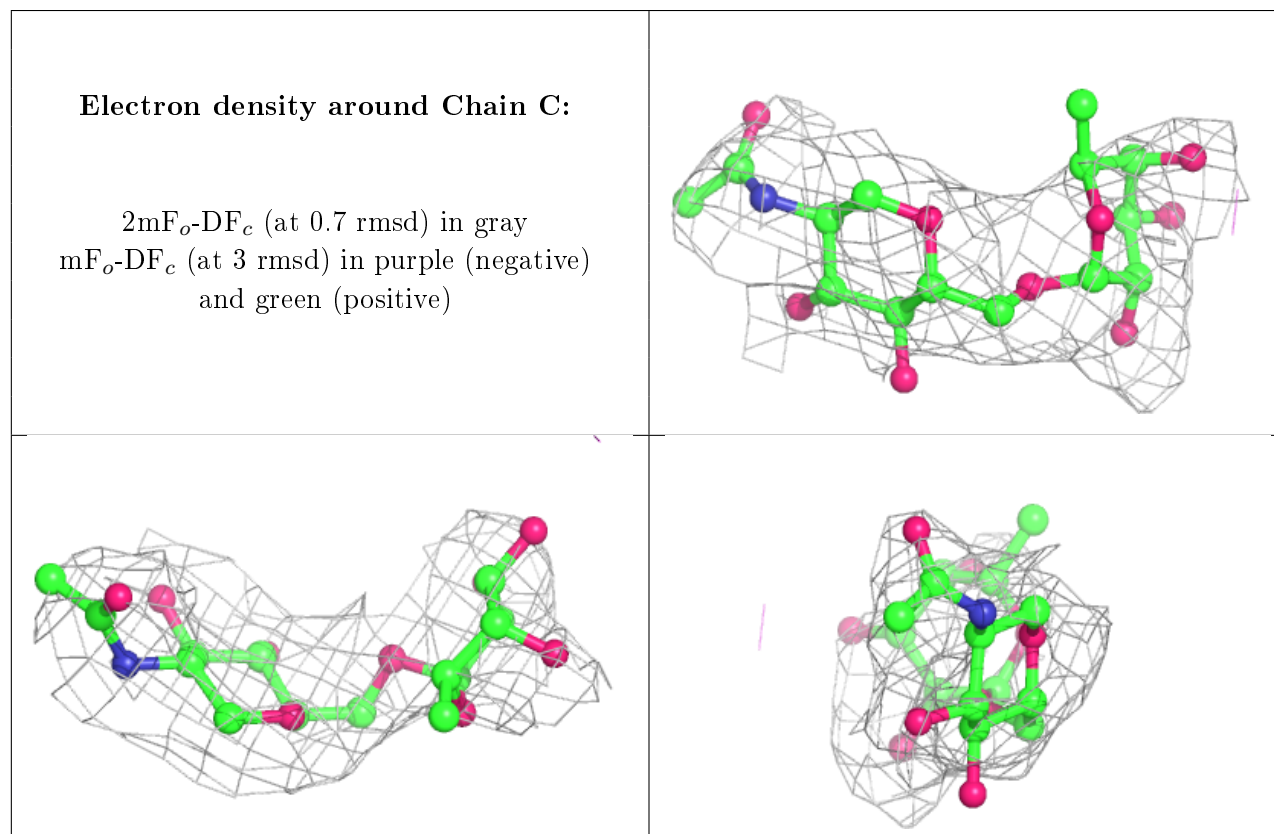 Electron density around Chain C:
2mFo-DFc (at 0.7 rmsd) in gray
mFo-DFc (at 3 rmsd) in purple (negative)
and green (positive)